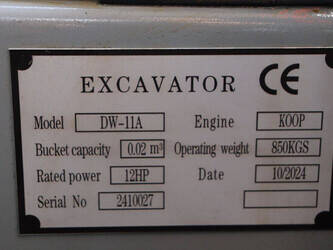 EXCAVATOR CE
Model DW-11A Engine KOOP
Bucket capacity 0.02 m³ Operating weight 850KGS
Rated power 12HP Date 10/2024
Serial No 2410027